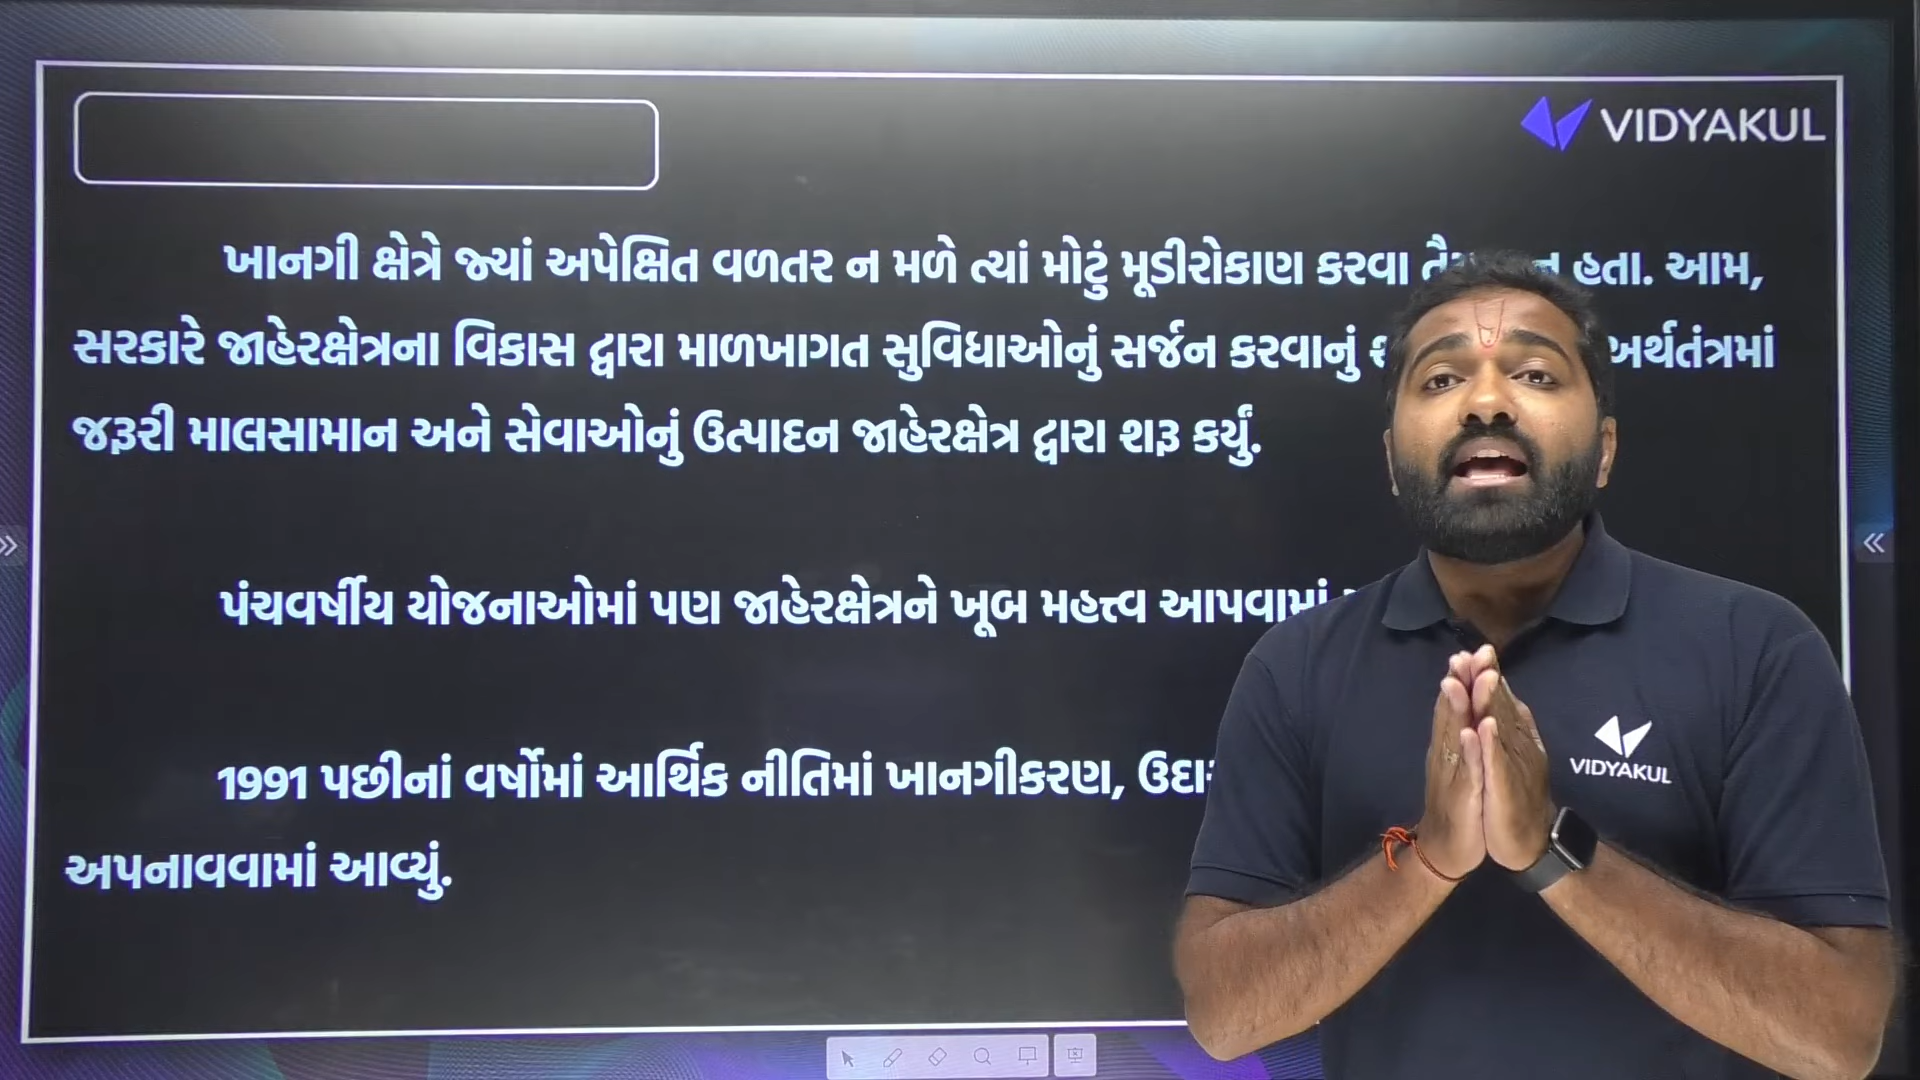 VIDYAKUL
ખાનગી ક્ષેત્રે જ્યાં અપેક્ષિત વળતર ન મળે ત્યાં મોટું મૂડીરોકાણ કરવા ન હતા. આમ,
સરકારે જાહેરક્ષેત્રના વિકાસ દ્વારા માળખાગત સુવિધાઓનું સર્જન કરવાનું અર્થતંત્રમાં
જરૂરી માલસામાન અને સેવાઓનું ઉત્પાદન જાહેરક્ષેત્ર દ્વારા શરૂ કર્યું.
પંચવર્ષીય યોજનાઓમાં પણ જાહેરક્ષેત્રને ખૂબ મહત્ત્વ આપવામાં
1991 પછીનાં વર્ષોમાં આર્થિક નીતિમાં ખાનગીકરણ,
અપનાવવામાં આવ્યું.
VIDYAKUL